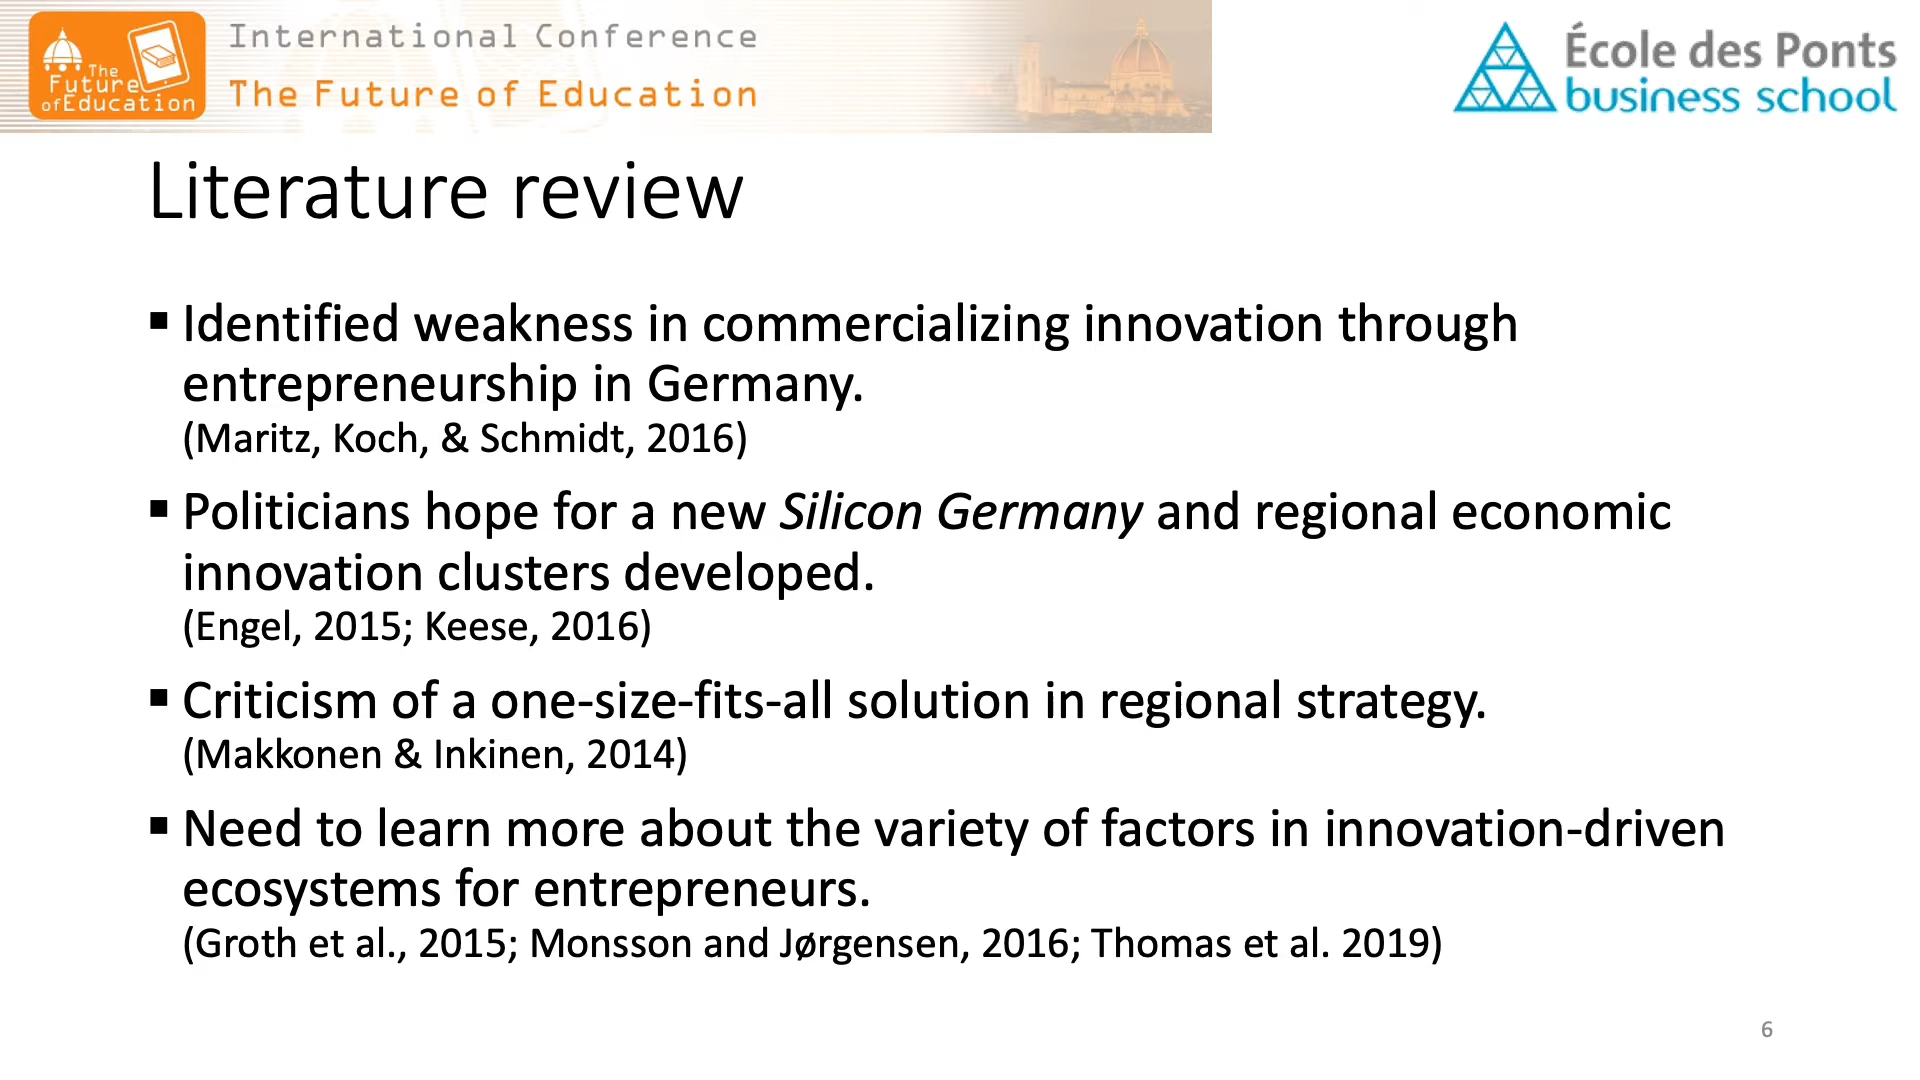 The
Future
of Education
International Conference
The Future of Education
École des Ponts
business school
Literature review
▪ Identified weakness in commercializing innovation through
entrepreneurship in Germany.
(Maritz, Koch, & Schmidt, 2016)
▪ Politicians hope for a new Silicon Germany and regional economic
innovation clusters developed.
(Engel, 2015; Keese, 2016)
▪ Criticism of a one-size-fits-all solution in regional strategy.
(Makkonen & Inkinen, 2014)
▪ Need to learn more about the variety of factors in innovation-driven
ecosystems for entrepreneurs.
(Groth et al., 2015; Monsson and Jørgensen, 2016; Thomas et al. 2019)
6